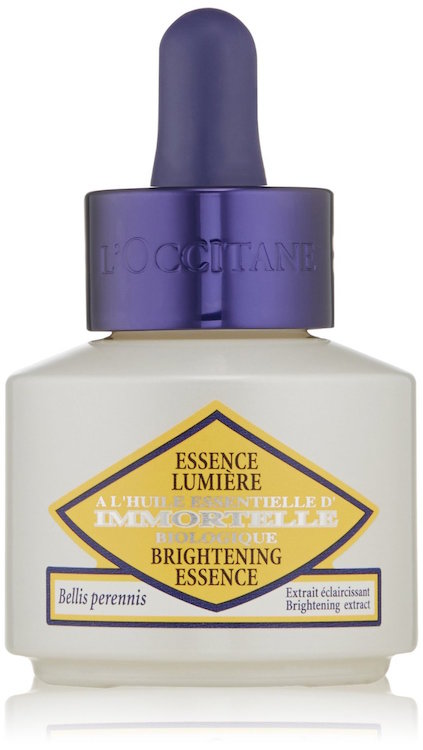 L'OCCITANE
ESSENCE
LUMIÈRE
A L'HUILE ESSENTIELLE D'
IMMORTELLE
BIOLOGIQUE
BRIGHTENING
ESSENCE
Bellis perennis
Extrait éclaircissant
Brightening extract